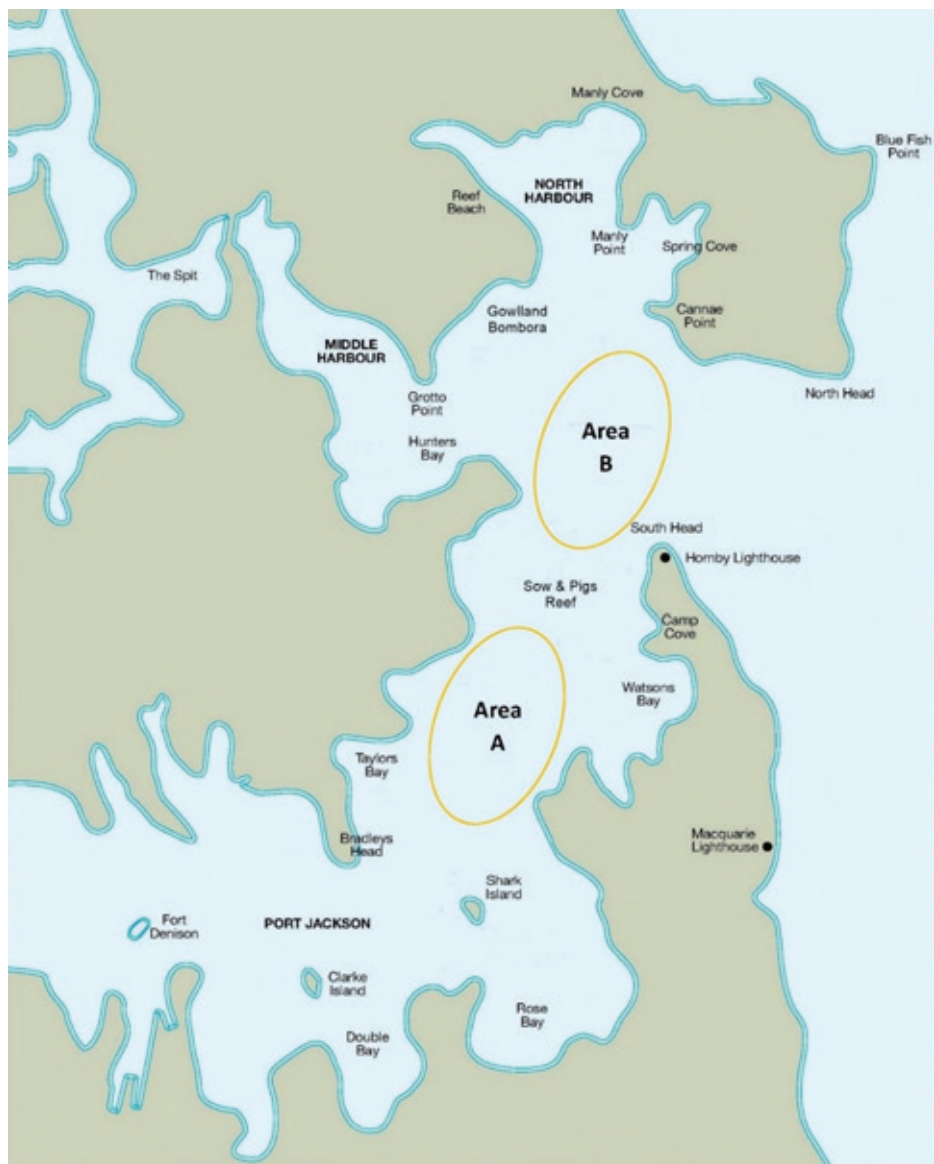 Manly Cove
Blue Fish
Point
NORTH
HARBOUR
Reef
Beach
Manly
Point
Spring Cove
The Spit
Gowlland
Bombora
Cannae
Point
MIDDLE
HARBOUR
North Head
Grotto
Point
Hunters
Bay
Area
B
South Head
Hornby Lighthouse
Sow & Pigs
Reef
Camp
Cove
Watsons
Bay
Area
A
Taylors
Bay
Bradleys
Head
Macquarie
Lighthouse
Shark
Island
Fort
Denison
PORT JACKSON
Clarke
Island
Rose
Bay
Double
Bay